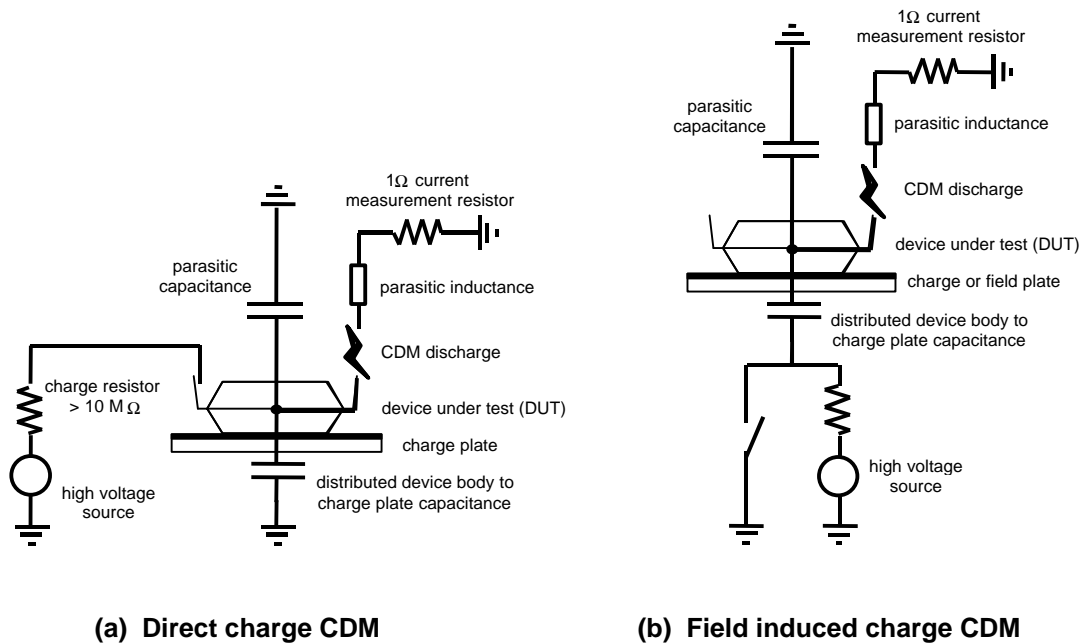 1Ω current
measurement resistor
parasitic
capacitance
parasitic inductance
CDM discharge
charge resistor
> 10 M Ω
device under test (DUT)
charge plate
high voltage
source
distributed device body to
charge plate capacitance
(a) Direct charge CDM
1Ω current
measurement resistor
parasitic
capacitance
parasitic inductance
CDM discharge
device under test (DUT)
charge or field plate
distributed device body to
charge plate capacitance
high voltage
source
(b) Field induced charge CDM